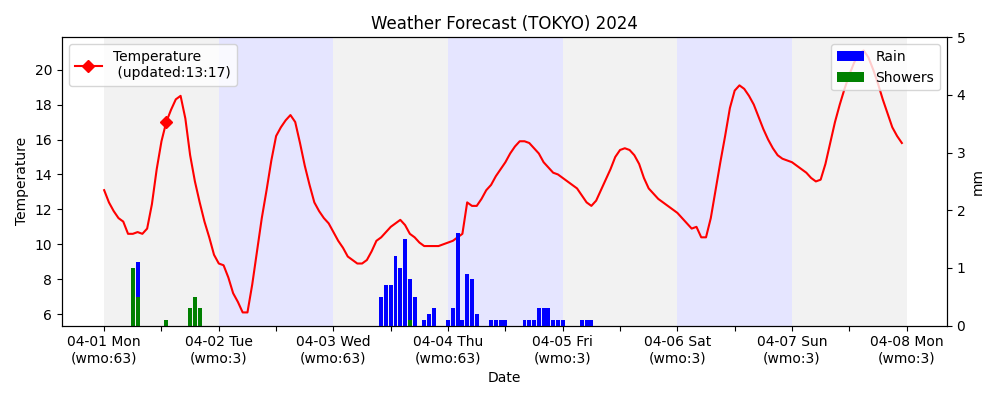 Weather Forecast (TOKYO) 2024
Temperature
(updated:13:17)
Rain
Showers
Temperature
20
18
16
14
12
10
8
6
5
4
3
2
1
0
mm
04-01 Mon
(wmo:63)
04-02 Tue
(wmo:3)
04-03 Wed
(wmo:63)
04-04 Thu
(wmo:63)
04-05 Fri
(wmo:3)
04-06 Sat
(wmo:3)
04-07 Sun
(wmo:3)
04-08 Mon
(wmo:3)
Date